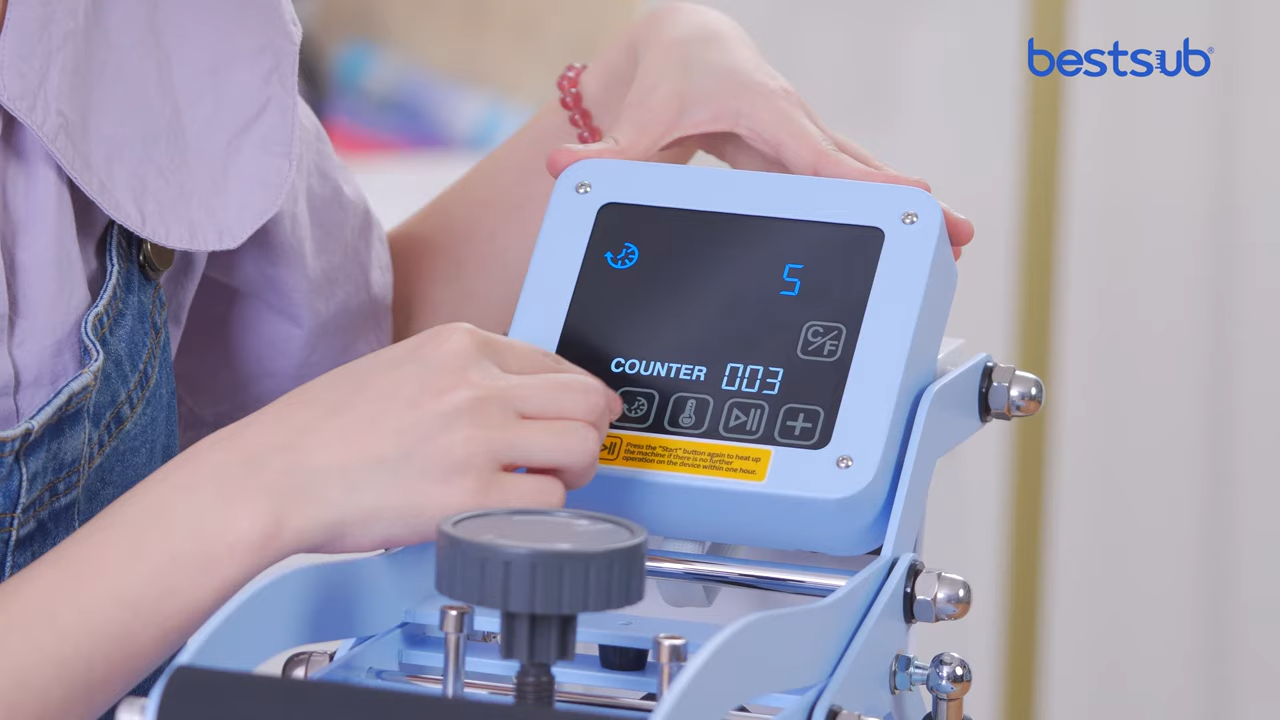 bestsub®
5
C/F
COUNTER 003
Press the "Start" button again to heat up
the machine if there is no further
operation on the device within one hour.